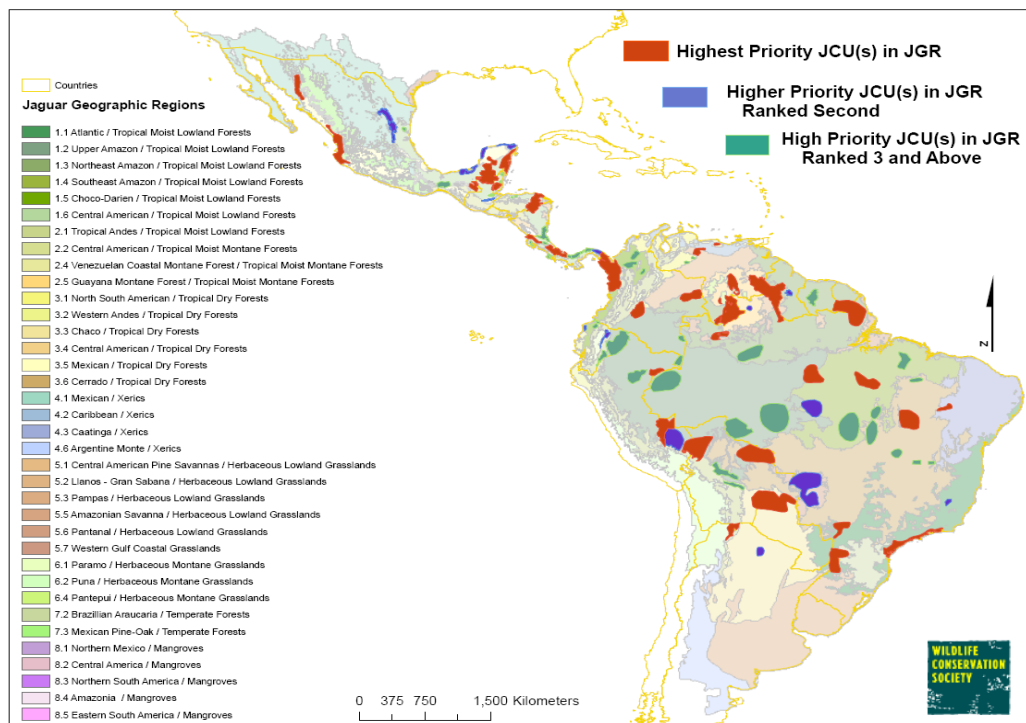 Highest Priority JCU(s) in JGR
Higher Priority JCU(s) in JGR
Ranked Second
High Priority JCU(s) in JGR
Ranked 3 and Above
Countries
Jaguar Geographic Regions
1.1 Atlantic / Tropical Moist Lowland Forests
1.2 Upper Amazon / Tropical Moist Lowland Forests
1.3 Northeast Amazon / Tropical Moist Lowland Forests
1.4 Southeast Amazon / Tropical Moist Lowland Forests
1.5 Choco-Darien / Tropical Moist Lowland Forests
1.6 Central American / Tropical Moist Lowland Forests
2.1 Tropical Andes / Tropical Moist Lowland Forests
2.2 Central American / Tropical Moist Montane Forests
2.4 Venezuelan Coastal Montane Forest / Tropical Moist Montane Forests
2.5 Guayana Montane Forest / Tropical Moist Montane Forests
3.1 North South American / Tropical Dry Forests
3.2 Western Andes / Tropical Dry Forests
3.3 Chaco / Tropical Dry Forests
3.4 Central American / Tropical Dry Forests
3.5 Mexican / Tropical Dry Forests
3.6 Cerrado / Tropical Dry Forests
4.1 Mexican / Xerics
4.2 Caribbean / Xerics
4.3 Caatinga / Xerics
4.6 Argentine Monte / Xerics
5.1 Central American Pine Savannas / Herbaceous Lowland Grasslands
5.2 Llanos - Gran Sabana / Herbaceous Lowland Grasslands
5.3 Pampas / Herbaceous Lowland Grasslands
5.5 Amazonian Savanna / Herbaceous Lowland Grasslands
5.6 Pantanal / Herbaceous Lowland Grasslands
5.7 Western Gulf Coastal Grasslands
6.1 Paramo / Herbaceous Montane Grasslands
6.2 Puna / Herbaceous Montane Grasslands
6.4 Pantepui / Herbaceous Montane Grasslands
7.2 Brazillian Araucaria / Temperate Forests
7.3 Mexican Pine-Oak / Temperate Forests
8.1 Northern Mexico / Mangroves
8.2 Central America / Mangroves
8.3 Northern South America / Mangroves
8.4 Amazonia / Mangroves
8.5 Eastern South America / Mangroves
N
0 375 750 1,500 Kilometers
WILDLIFE
CONSERVATION
SOCIETY